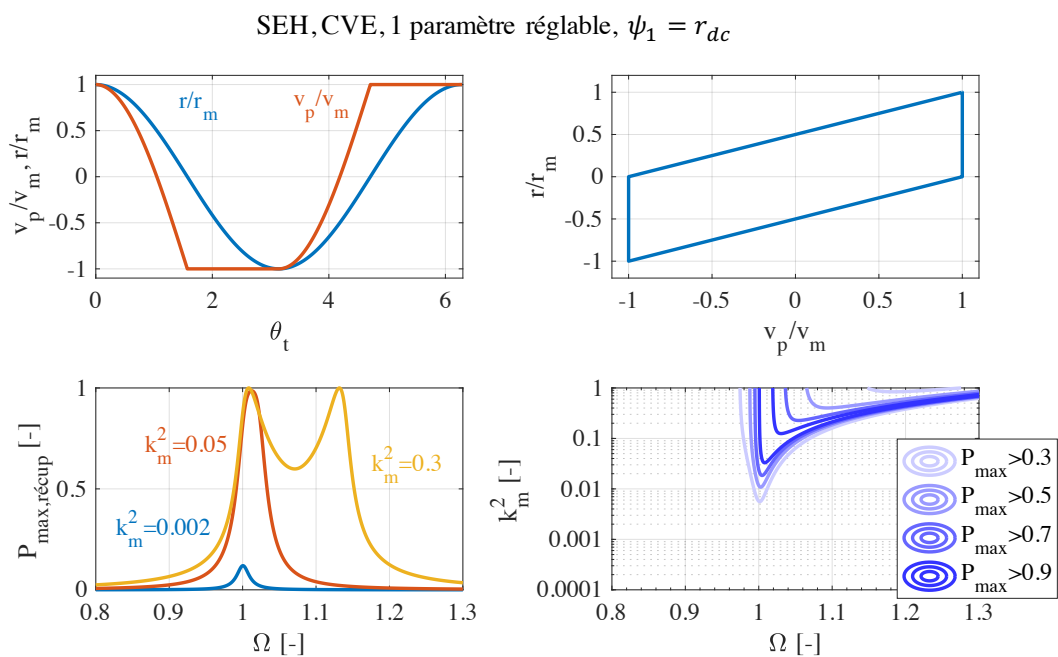 SEH, CVE, 1 paramètre réglable, ψ₁ = r_dc
v_p/v_m, r/r_m
1
0.5
0
-0.5
-1
r/r_m
v_p/v_m
0
2
4
6
θ_t
r/r_m
1
0.5
0
-0.5
-1
-1
-0.5
0
0.5
1
v_p/v_m
P_max,récup [-]
1
0.5
0
k_m^2=0.05
k_m^2=0.3
k_m^2=0.002
0.8
0.9
1
1.1
1.2
1.3
Ω [-]
k_m^2 [-]
1
0.1
0.01
0.001
0.0001
0.8
0.9
1
1.1
1.2
1.3
Ω [-]
P_max>0.3
P_max>0.5
P_max>0.7
P_max>0.9